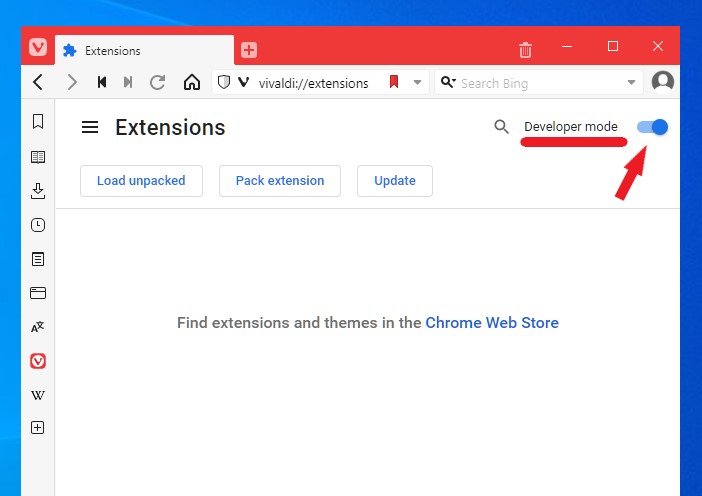 Extensions
vivaldi://extensions
Search Bing
Extensions
Developer mode
Load unpacked
Pack extension
Update
Find extensions and themes in the Chrome Web Store
W